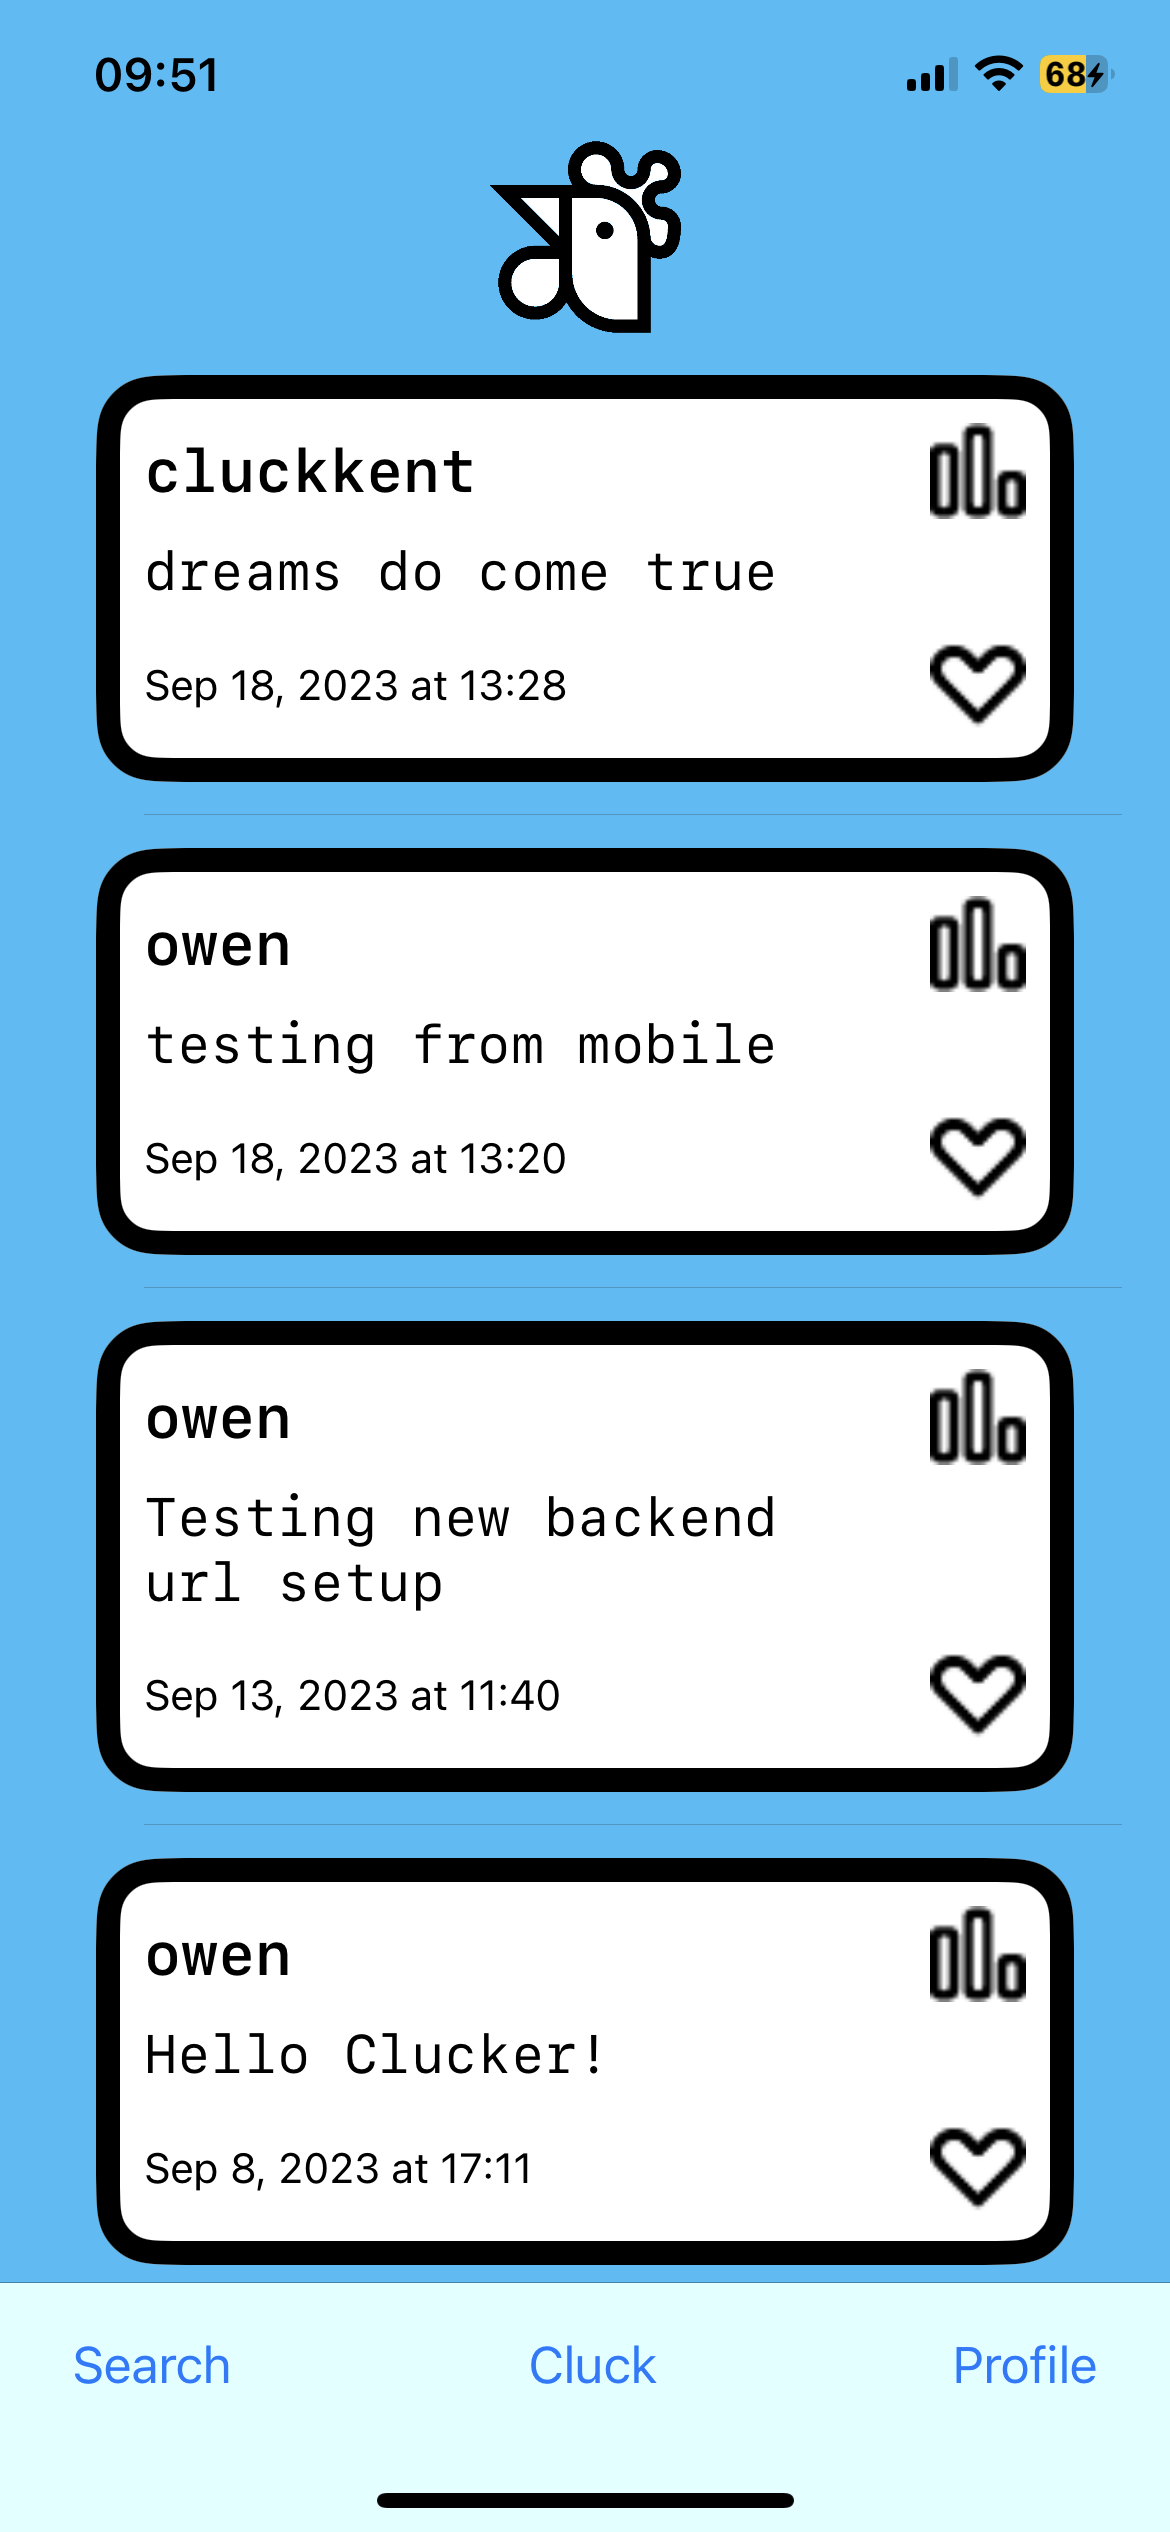 09:51
68
cluckkent
dreams do come true
Sep 18, 2023 at 13:28
owen
testing from mobile
Sep 18, 2023 at 13:20
owen
Testing new backend
url setup
Sep 13, 2023 at 11:40
owen
Hello Clucker!
Sep 8, 2023 at 17:11
Search Cluck Profile